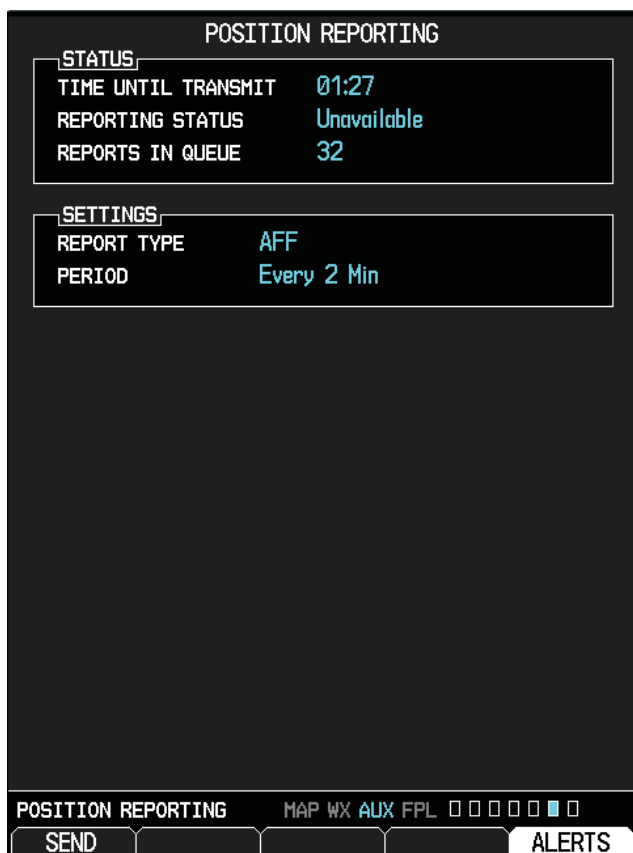 POSITION REPORTING
STATUS
TIME UNTIL TRANSMIT 01:27
REPORTING STATUS Unavailable
REPORTS IN QUEUE 32
SETTINGS
REPORT TYPE AFF
PERIOD Every 2 Min
POSITION REPORTING MAP WX AUX FPL
SEND ALERTS